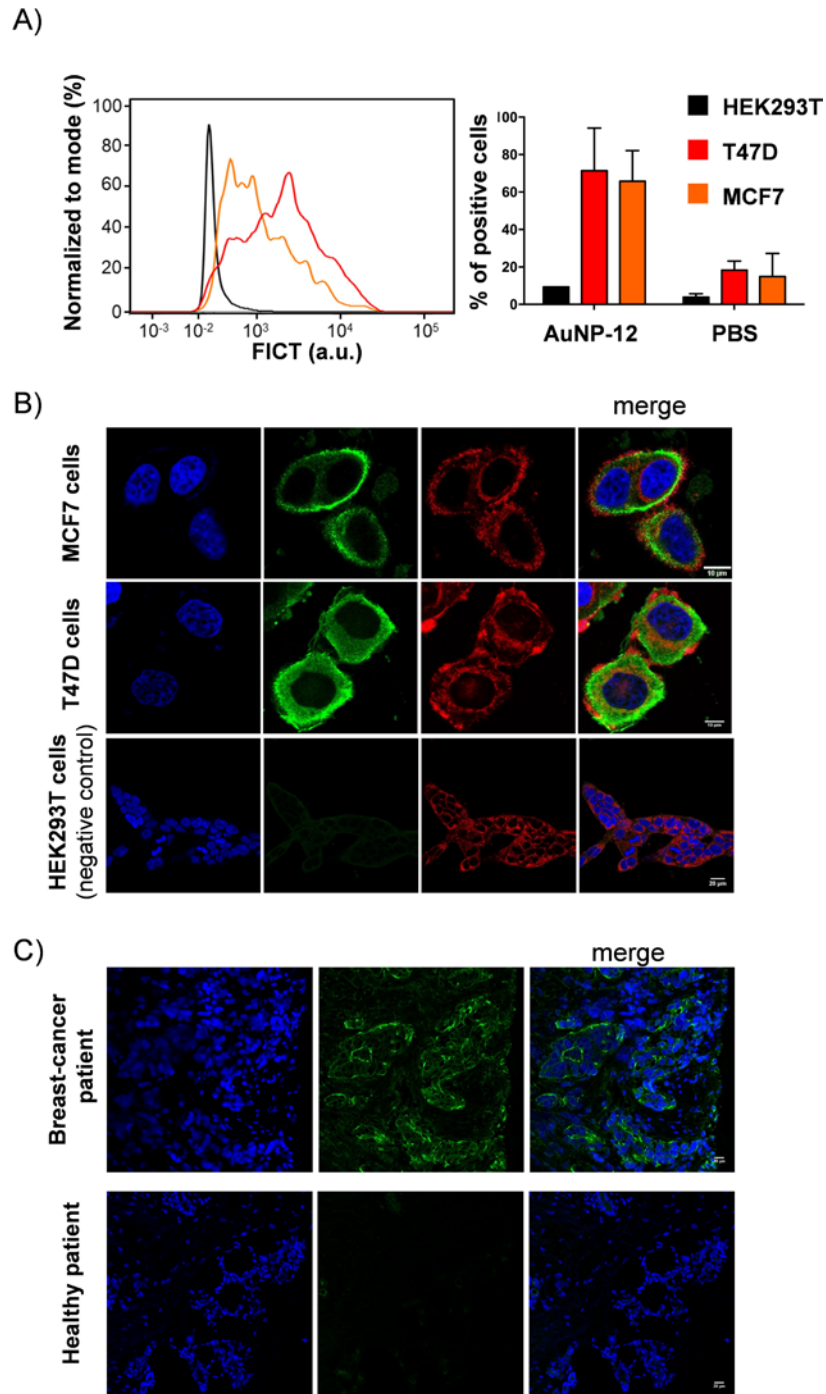 A)
Normalized to mode (%)
100
80
60
40
20
0
10-3
10-2
10³
10⁴
10⁵
FICT (a.u.)
% of positive cells
100
80
60
40
20
0
AuNP-12
PBS
HEK293T
T47D
MCF7
B)
merge
MCF7 cells
10 µm
T47D cells
10 µm
HEK293T cells
(negative control)
20 µm
C)
merge
Breast-cancer
patient
Healthy patient